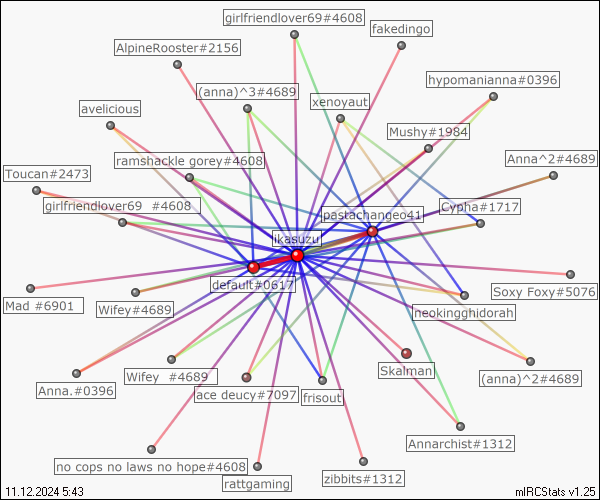 girlfriendlover69#4608
fakedingo
AlpineRooster#2156
hypomanianna#0396
(anna)^3#4689
xenoyaut
avelicious
Mushy#1984
ramshackle gorey#4608
Anna^2#4689
Toucan#2473
girlfriendlover69 #4608
pastachangeo41
Cypha#1717
ikasuzu
default#0617
Soxy Foxy#5076
Mad #6901
Wifey#4689
neokingghidorah
Wifey #4689
Skalman
Anna.#0396
ace deucy#7097
frisout
(anna)^2#4689
Annarchist#1312
no cops no laws no hope#4608
rattgaming
zibbits#1312
11.12.2024 5:43
mIRCStats v1.25